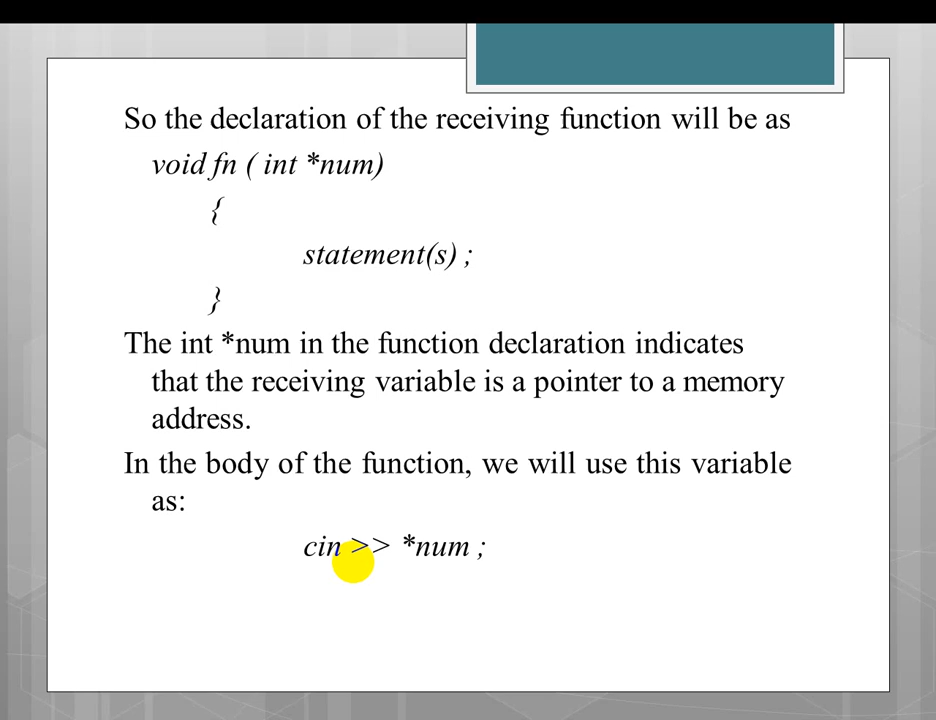 So the declaration of the receiving function will be as
void fn ( int *num)
{
statement(s) ;
}
The int *num in the function declaration indicates
that the receiving variable is a pointer to a memory
address.
In the body of the function, we will use this variable
as:
cin >> *num ;